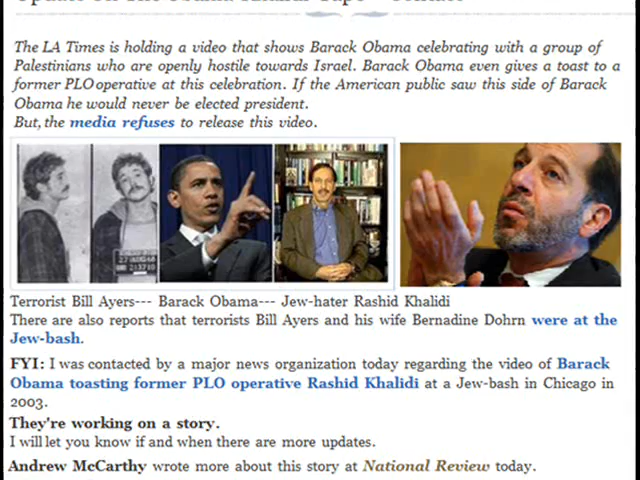 The LA Times is holding a video that shows Barack Obama celebrating with a group of
Palestinians who are openly hostile towards Israel. Barack Obama even gives a toast to a
former PLO operative at this celebration. If the American public saw this side of Barack
Obama he would never be elected president.
But, the media refuses to release this video.
Terrorist Bill Ayers--- Barack Obama--- Jew-hater Rashid Khalidi
There are also reports that terrorists Bill Ayers and his wife Bernadine Dohrn were at the
Jew-bash.
FYI: I was contacted by a major news organization today regarding the video of Barack
Obama toasting former PLO operative Rashid Khalidi at a Jew-bash in Chicago in
2003.
They're working on a story.
I will let you know if and when there are more updates.
Andrew McCarthy wrote more about this story at National Review today.